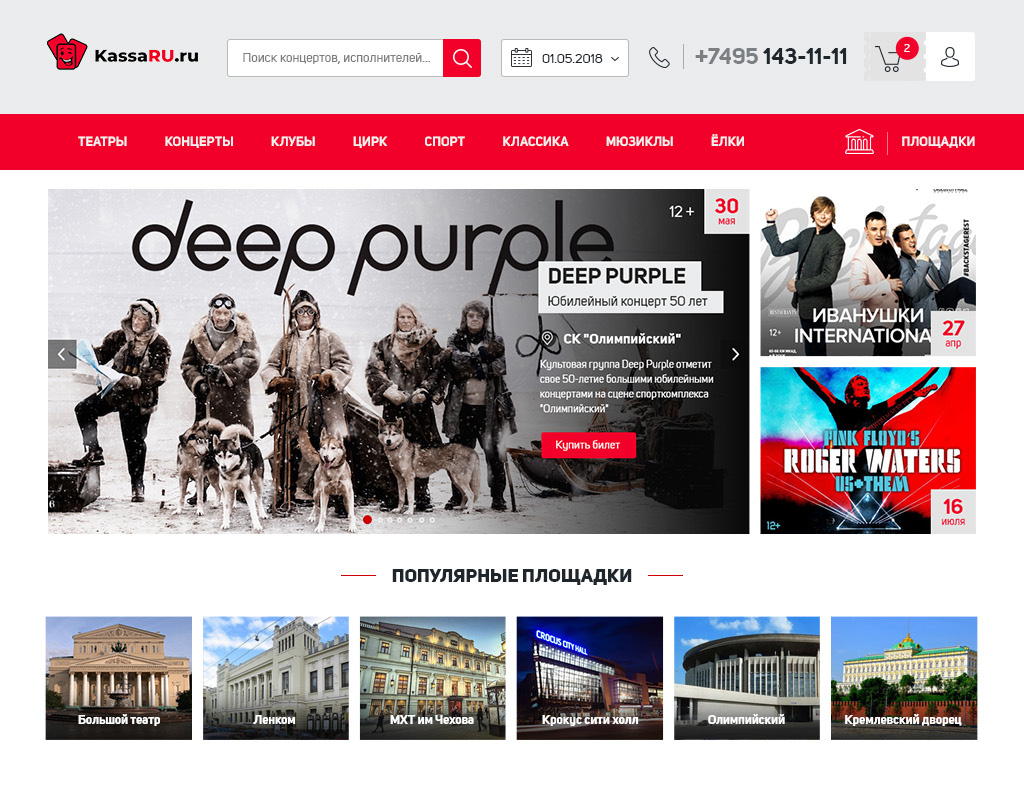 KassaRU.ru
Поиск концертов, исполнителей...
01.05.2018
+7495 143-11-11
2
ТЕАТРЫ КОНЦЕРТЫ КЛУБЫ ЦИРК СПОРТ КЛАССИКА МЮЗИКЛЫ ЁЛКИ ПЛОЩАДКИ
deep purple
12 +
30
мая
DEEP PURPLE
Юбилейный концерт 50 лет
СК "Олимпийский"
Культовая группа Deep Purple отметит
свое 50-летие большими юбилейными
концертами на сцене спорткомплекса
"Олимпийский"
Купить билет
Backstage
#BACKSTAGEREST
12+
ИВАНУШКИ
INTERNATIONA
27
апр
PINK FLOYD'S
ROGER WATERS
US+THEM
12+
16
июля
ПОПУЛЯРНЫЕ ПЛОЩАДКИ
Большой театр
Ленком
МХТ им Чехова
CROCUS CITY HALL
Крокус сити холл
Олимпийский
Кремлевский дворец